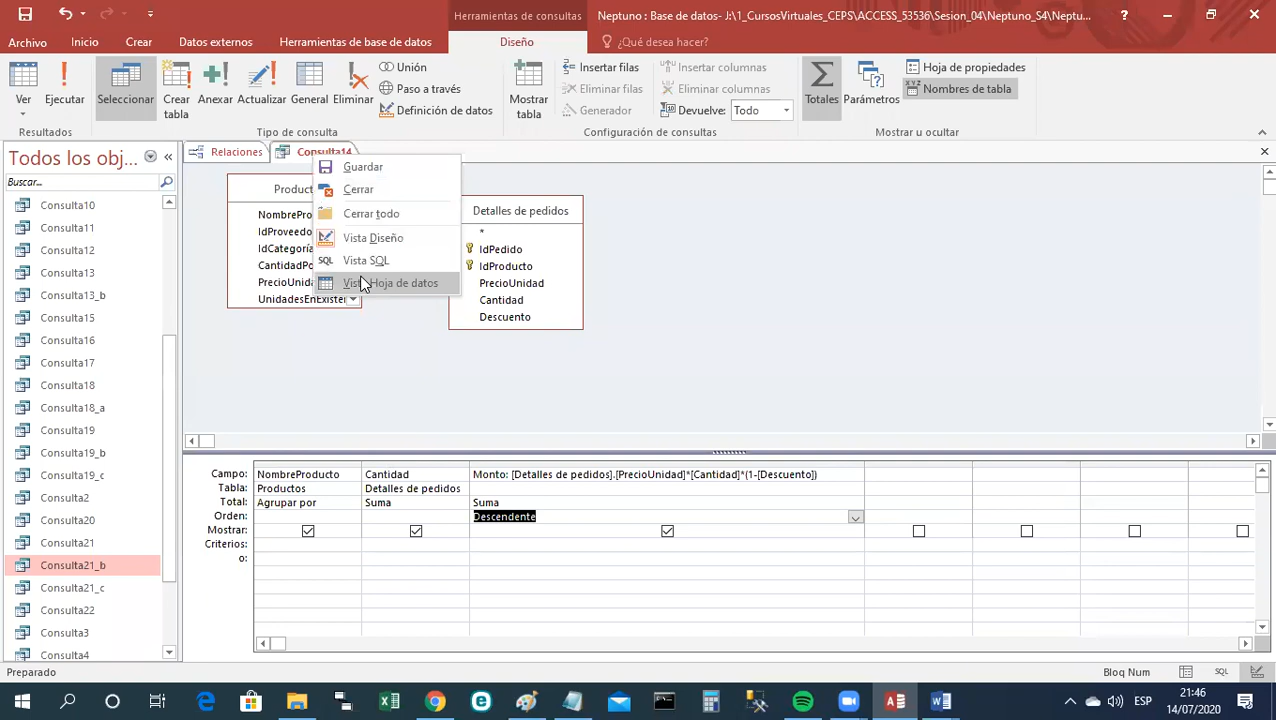 Herramientas de consultas
Neptuno : Base de datos- J:\1_CursosVirtuales_CEPS\ACCESS_53536\Sesion_04\Neptuno_S4\Neptu...
?
Archivo
Inicio
Crear
Datos externos
Herramientas de base de datos
Diseño
¿Qué desea hacer?
Ver
Ejecutar
Seleccionar
Crear tabla
Anexar
Actualizar
General
Eliminar
Unión
Paso a través
Definición de datos
Mostrar tabla
Insertar filas
Eliminar filas
Generador
Insertar columnas
Eliminar columnas
Devuelve: Todo
Totales
Parámetros
Hoja de propiedades
Nombres de tabla
Resultados
Tipo de consulta
Configuración de consultas
Mostrar u ocultar
Todos los obj...
Buscar...
Consulta10
Consulta11
Consulta12
Consulta13
Consulta13_b
Consulta15
Consulta16
Consulta17
Consulta18
Consulta18_a
Consulta19
Consulta19_b
Consulta19_c
Consulta2
Consulta20
Consulta21
Consulta21_b
Consulta21_c
Consulta22
Consulta3
Consulta4
Relaciones
Consulta14
Guardar
Cerrar
Cerrar todo
Vista Diseño
SQL Vista SQL
Hoja de datos
Detalles de pedidos
*
IdPedido
IdProducto
PrecioUnidad
Cantidad
Descuento
Campo: NombreProducto Cantidad Monto: [Detalles de pedidos].[PrecioUnidad]*[Cantidad]*(1-[Descuento])
Tabla: Productos Detalles de pedidos
Total: Agrupar por Suma Suma
Orden: Descendente
Mostrar:
Criterios:
o:
Preparado
Bloq Num
SQL
ESP
21:46
14/07/2020